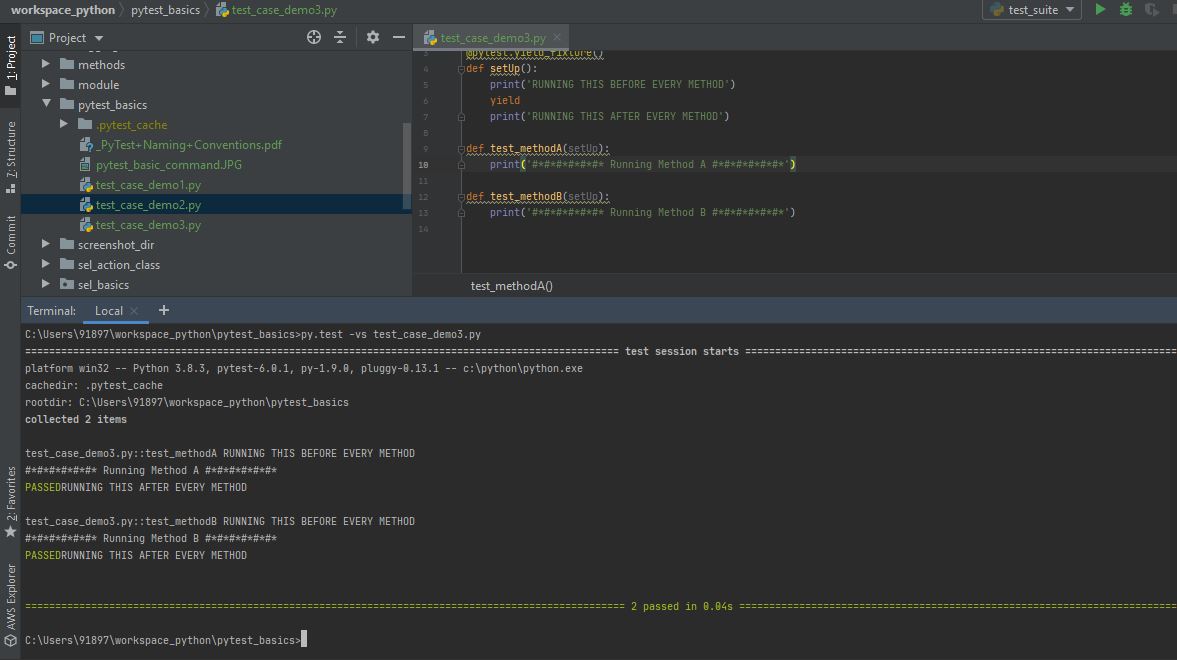 workspace_python pytest_basics test_case_demo3.py
test_suite
1: Project
Project
methods
module
pytest_basics
.pytest_cache
_PyTest+Naming+Conventions.pdf
pytest_basic_command.JPG
test_case_demo1.py
test_case_demo2.py
test_case_demo3.py
screenshot_dir
sel_action_class
sel_basics
Z: Structure
Commit
2: Favorites
AWS Explorer
test_case_demo3.py
3 @pytest.yield_fixture()
4 def setUp():
5 print('RUNNING THIS BEFORE EVERY METHOD')
6 yield
7 print('RUNNING THIS AFTER EVERY METHOD')
8
9 def test_methodA(setUp):
10 print('#*#*#*#*#*#* Running Method A #*#*#*#*#*#*')
11
12 def test_methodB(setUp):
13 print('#*#*#*#*#*#* Running Method B #*#*#*#*#*#*')
14
test_methodA()
Terminal: Local +
C:\Users\91897\workspace_python\pytest_basics>py.test -vs test_case_demo3.py
=================================================================================================== test session starts =========================================================================
platform win32 -- Python 3.8.3, pytest-6.0.1, py-1.9.0, pluggy-0.13.1 -- c:\python\python.exe
cachedir: .pytest_cache
rootdir: C:\Users\91897\workspace_python\pytest_basics
collected 2 items
test_case_demo3.py::test_methodA RUNNING THIS BEFORE EVERY METHOD
#*#*#*#*#*#* Running Method A #*#*#*#*#*#*
PASSEDRUNNING THIS AFTER EVERY METHOD
test_case_demo3.py::test_methodB RUNNING THIS BEFORE EVERY METHOD
#*#*#*#*#*#* Running Method B #*#*#*#*#*#*
PASSEDRUNNING THIS AFTER EVERY METHOD
==================================================================================================== 2 passed in 0.04s ==========================================================================
C:\Users\91897\workspace_python\pytest_basics>